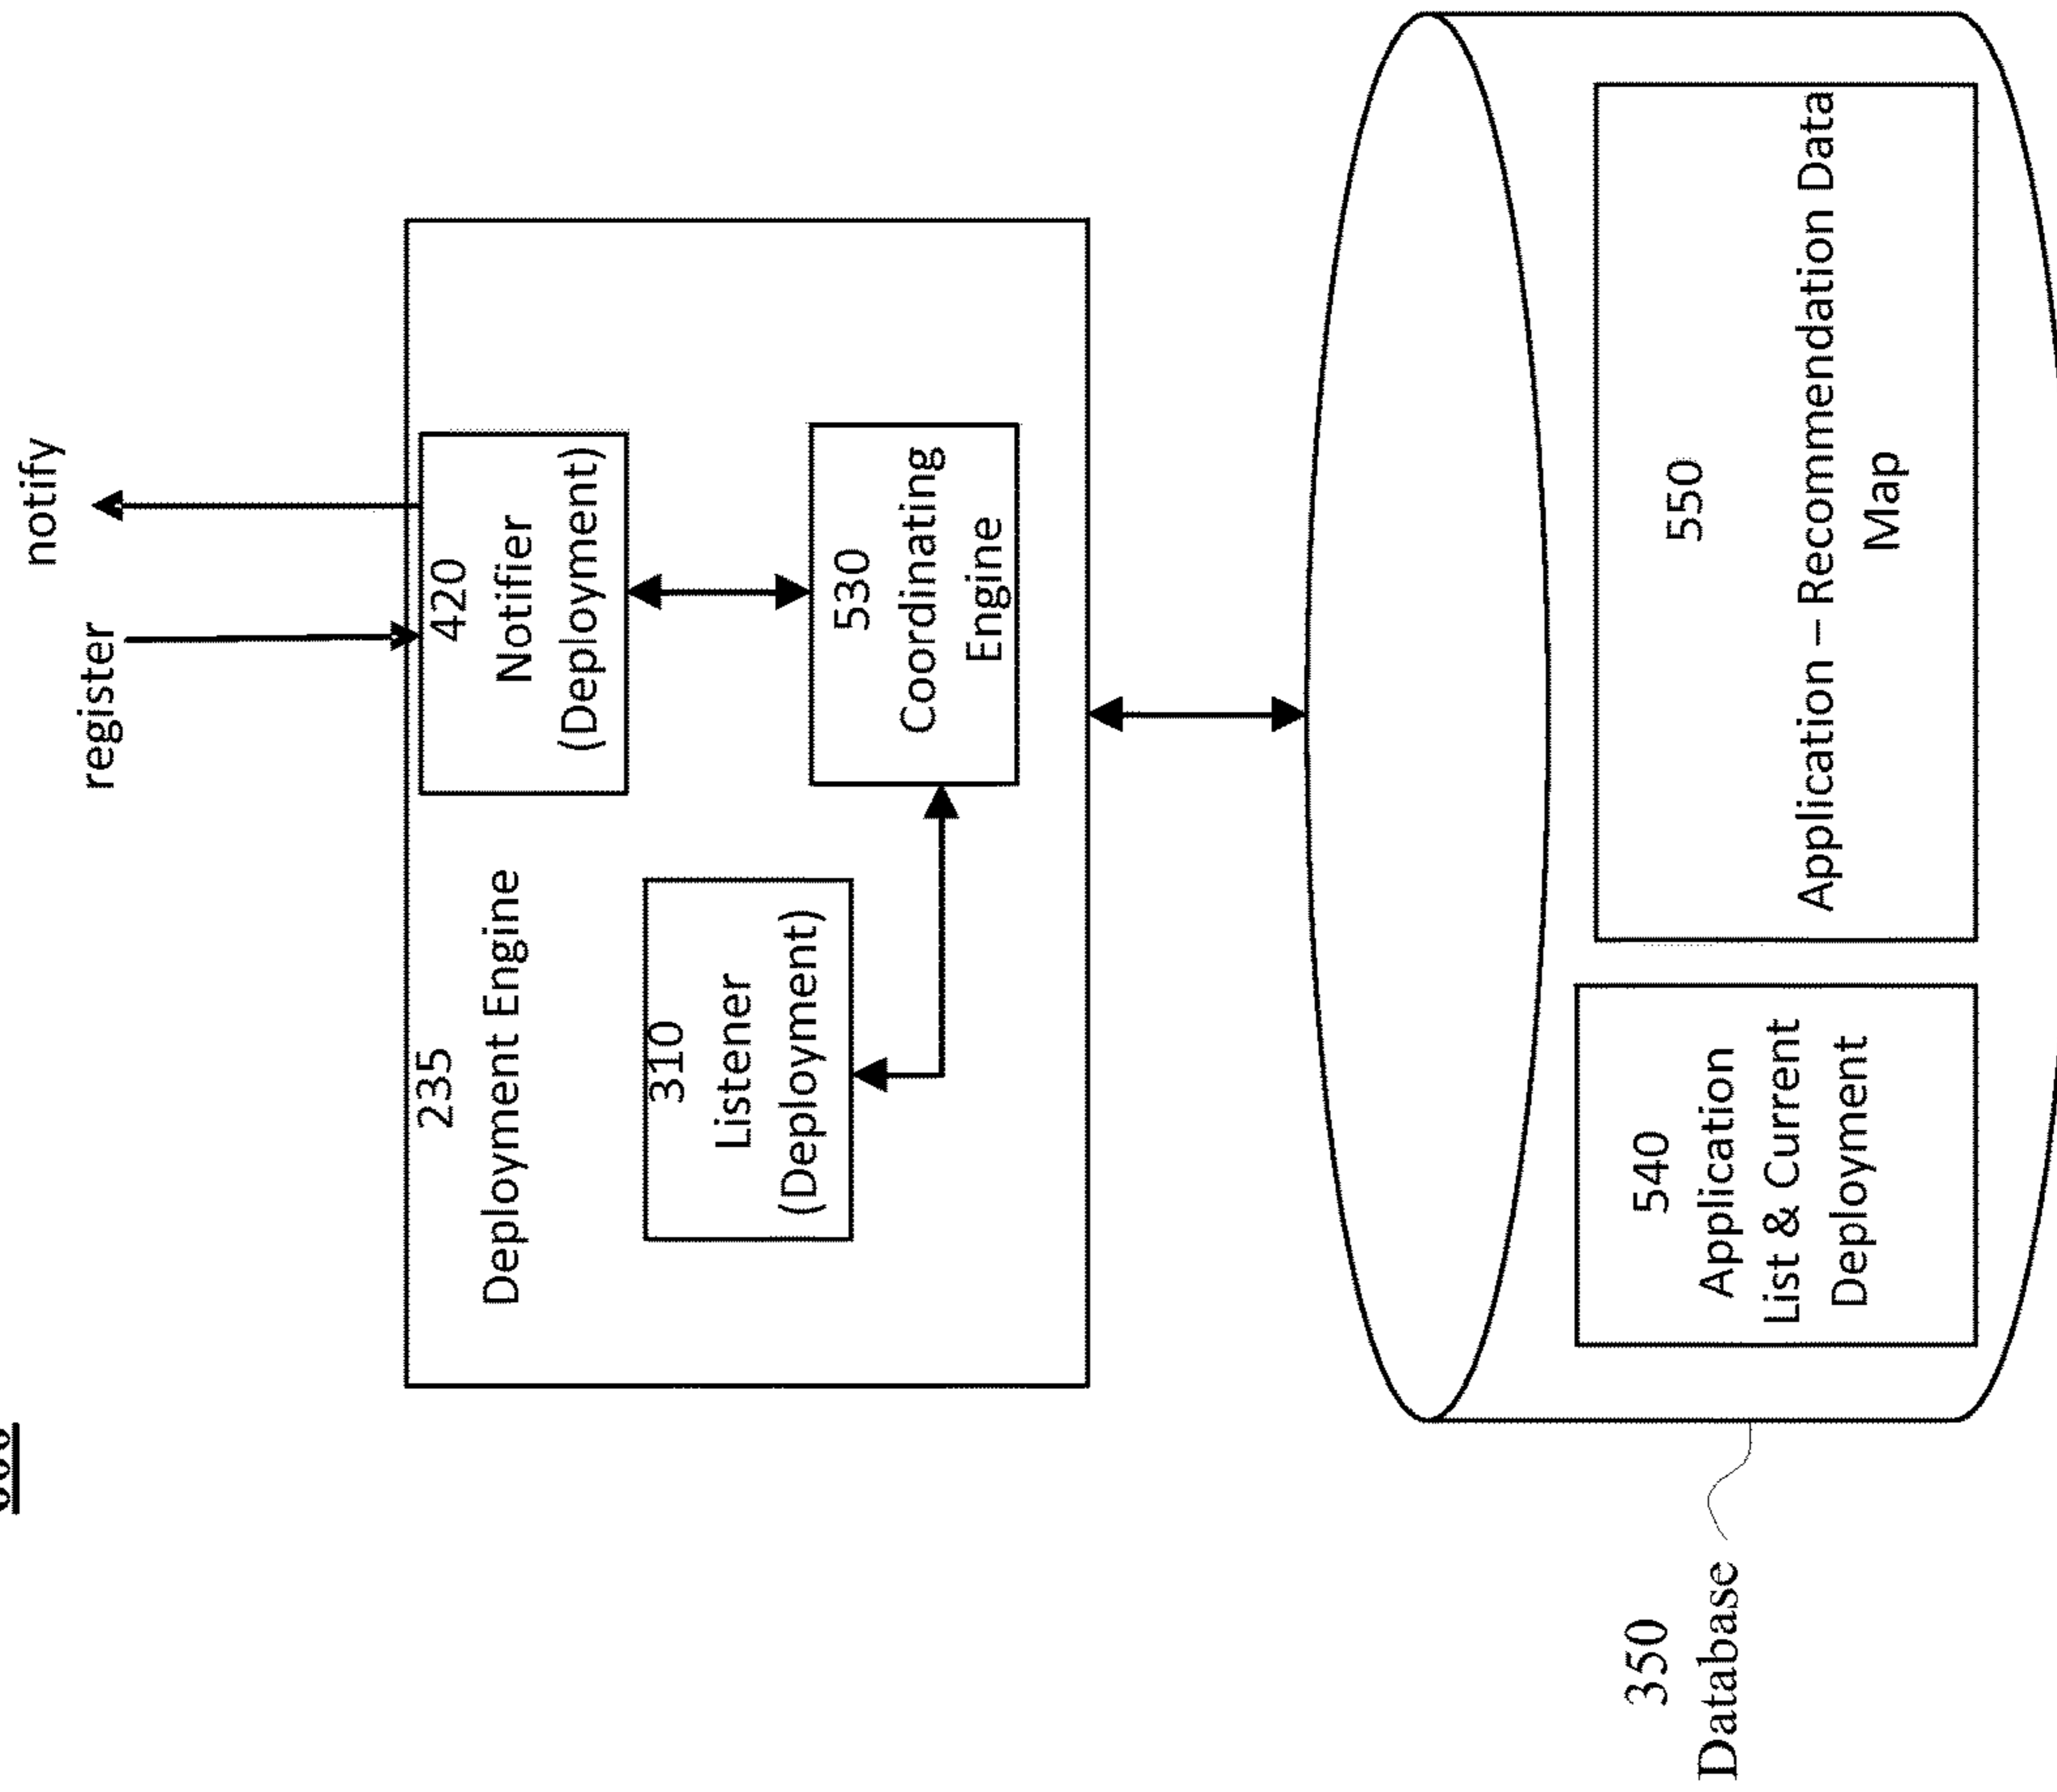 notify
register
235
Deployment Engine
420
Notifier
(Deployment)
310
Listener
(Deployment)
530
Coordinating
Engine
350
Database
540
Application
List & Current
Deployment
550
Application – Recommendation Data
Map